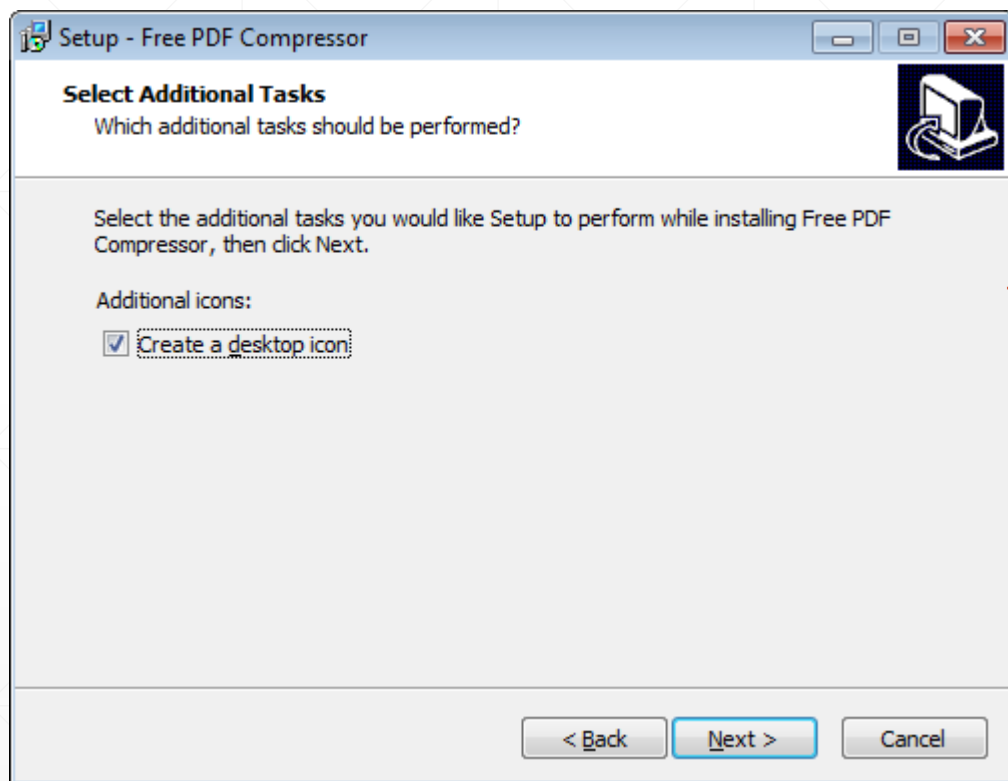 Setup - Free PDF Compressor
Select Additional Tasks
Which additional tasks should be performed?
Select the additional tasks you would like Setup to perform while installing Free PDF
Compressor, then click Next.
Additional icons:
Create a desktop icon
< Back Next > Cancel